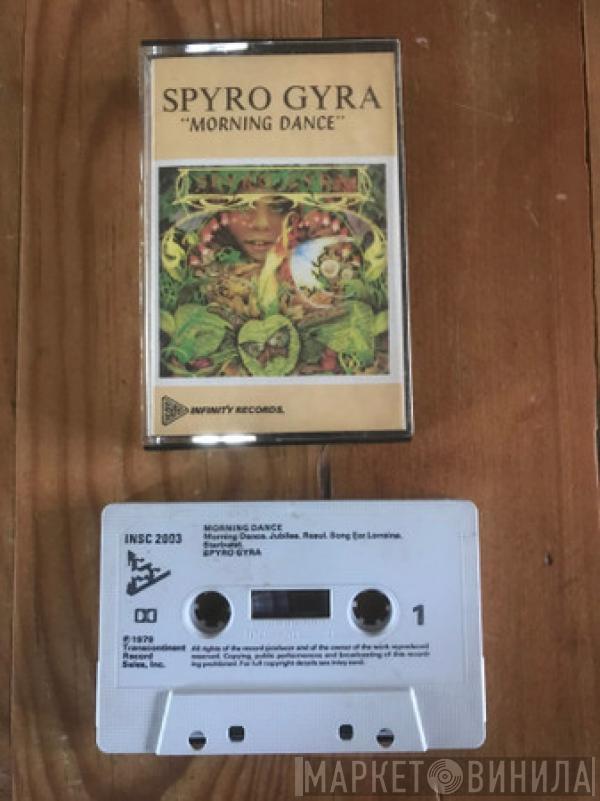 SPYRO GYRA
"MORNING DANCE"
INFINITY RECORDS.
INSC 2003
MORNING DANCE
Morning Dance. Jubilee. Rasul. Song for Lorraine.
Starburst.
SPYRO GYRA
1
℗ 1979
Transcontinent
Record
Sales, Inc.
All rights of the record producer and of the owner of the work reproduced
reserved. Copying, public performances and broadcasting of this record-
ing prohibited. For full copyright details see inlay card.
МАРКЕТ ВИНИЛА